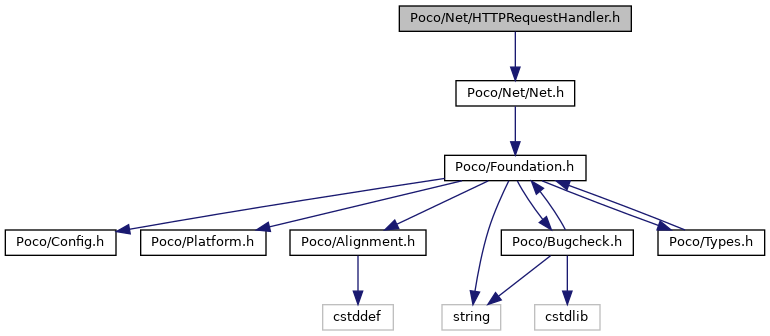 Poco/Net/HTTPRequestHandler.h
Poco/Net/Net.h
Poco/Foundation.h
Poco/Config.h
Poco/Platform.h
Poco/Alignment.h
Poco/Bugcheck.h
Poco/Types.h
cstddef
string
cstdlib